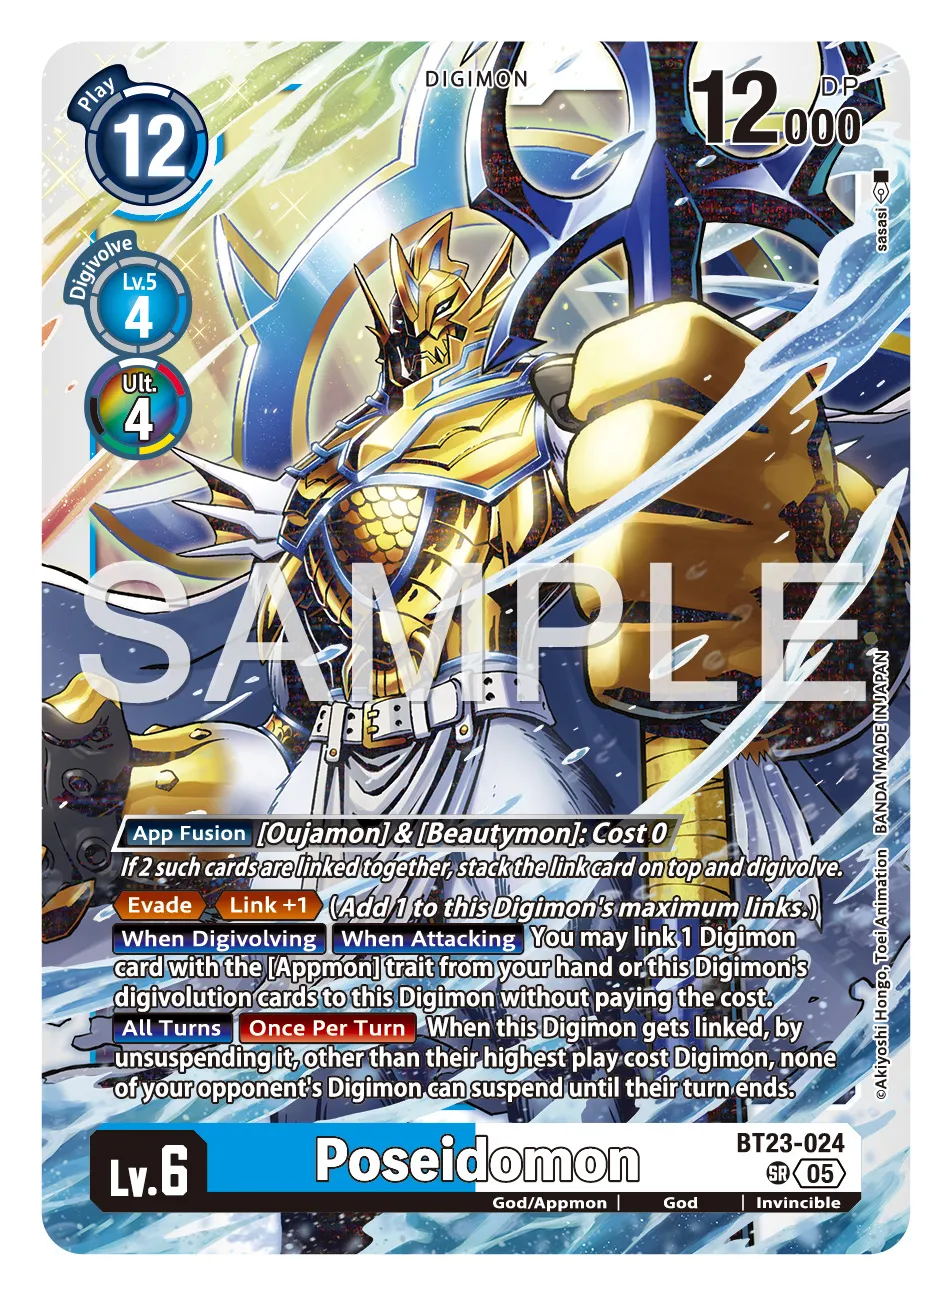 DIGIMON
Play
12
12000
DP
sasasi
Digivolve
Lv.5
4
Ult.
4
SAMPLE
App Fusion [Oujamon] & [Beautymon]: Cost 0
If 2 such cards are linked together, stack the link card on top and digivolve.
Evade Link +1 (Add 1 to this Digimon's maximum links.)
When Digivolving When Attacking You may link 1 Digimon
card with the [Appmon] trait from your hand or this Digimon's
digivolution cards to this Digimon without paying the cost.
All Turns Once Per Turn When this Digimon gets linked, by
unsuspending it, other than their highest play cost Digimon, none
of your opponent's Digimon can suspend until their turn ends.
©Akiyoshi Hongo, Toei Animation BANDAI MADE IN JAPAN
Lv.6
Poseidomon
BT23-024
SR 05
God/Appmon | God | Invincible